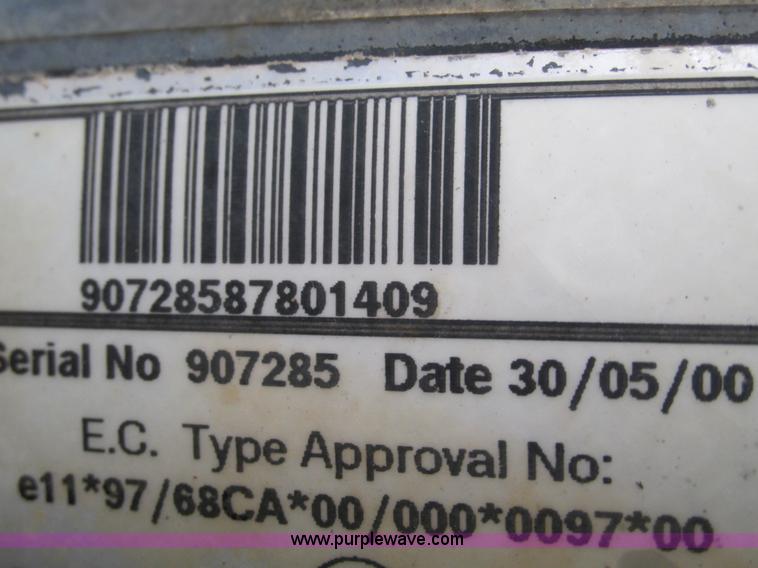 90728587801409
Serial No 907285 Date 30/05/00
E.C. Type Approval No:
e11*97/68CA*00/000*0097*00
www.purplewave.com